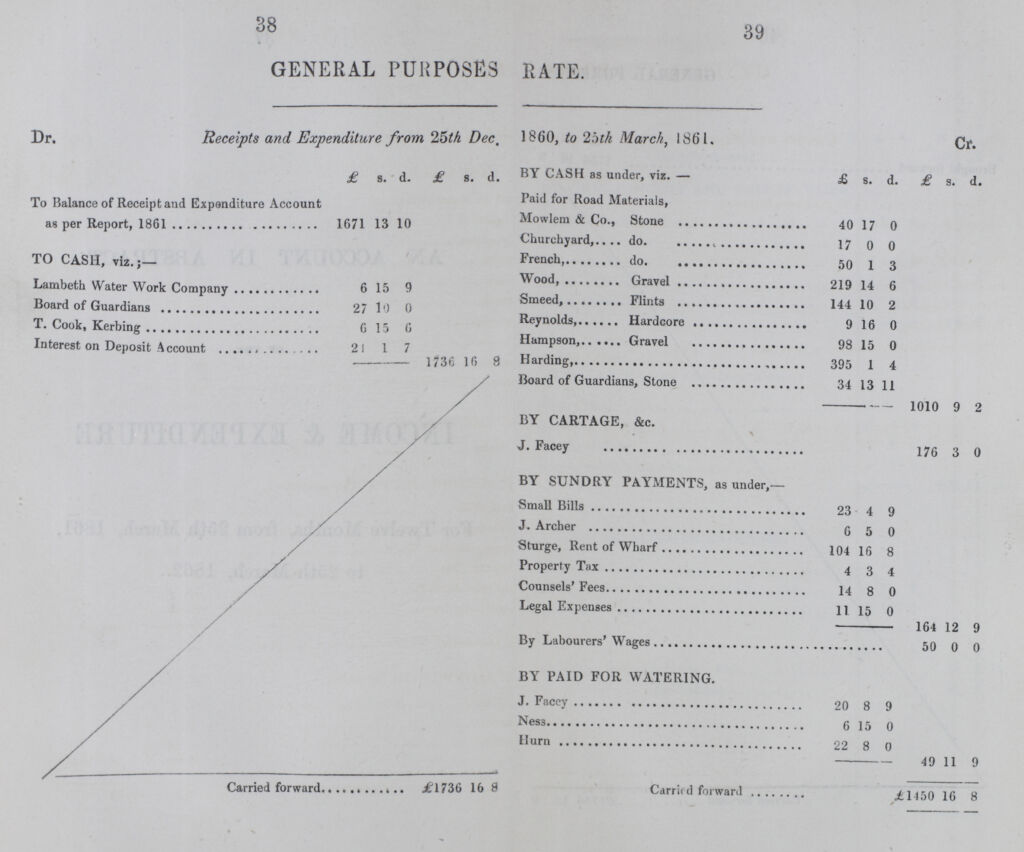 38
39
GENERAL PURPOSES RATE.
Dr. Receipts and Expenditure from 25th Dec. 1860, to 25th March, 1861. Cr.
£ s. d. £ s. d.
To Balance of Receipt and Expenditure Account
as per Report, 1861 .................... 1671 13 10
TO CASH, viz.;—
Lambeth Water Work Company ............ 6 15 9
Board of Guardians ...................... 27 10 0
T. Cook, Kerbing ........................ 6 15 6
Interest on Deposit Account .............. 21 1 7
1736 16 8
Carried forward............ £1736 16 8
BY CASH as under, viz. —
£ s. d. £ s. d.
Paid for Road Materials,
Mowlem & Co., Stone .................. 40 17 0
Churchyard,.... do. .................. 17 0 0
French,........ do. .................. 50 1 3
Wood, ........ Gravel .................. 219 14 6
Smeed,........ Flints .................. 144 10 2
Reynolds,...... Hardcore ................ 9 16 0
Hampson,...... Gravel .................. 98 15 0
Harding,.................................. 395 1 4
Board of Guardians, Stone ................ 34 13 11
1010 9 2
BY CARTAGE, &c.
J. Facey .............................. 176 3 0
BY SUNDRY PAYMENTS, as under,—
Small Bills .............................. 23 4 9
J. Archer .............................. 6 5 0
Sturge, Rent of Wharf .................... 104 16 8
Property Tax ............................ 4 3 4
Counsels' Fees............................ 14 8 0
Legal Expenses .......................... 11 15 0
164 12 9
By Labourers' Wages .............................. 50 0 0
BY PAID FOR WATERING.
J. Facey .............................. 20 8 9
Ness.................................. 6 15 0
Hurn .................................. 22 8 0
49 11 9
Carried forward ........ £1450 16 8